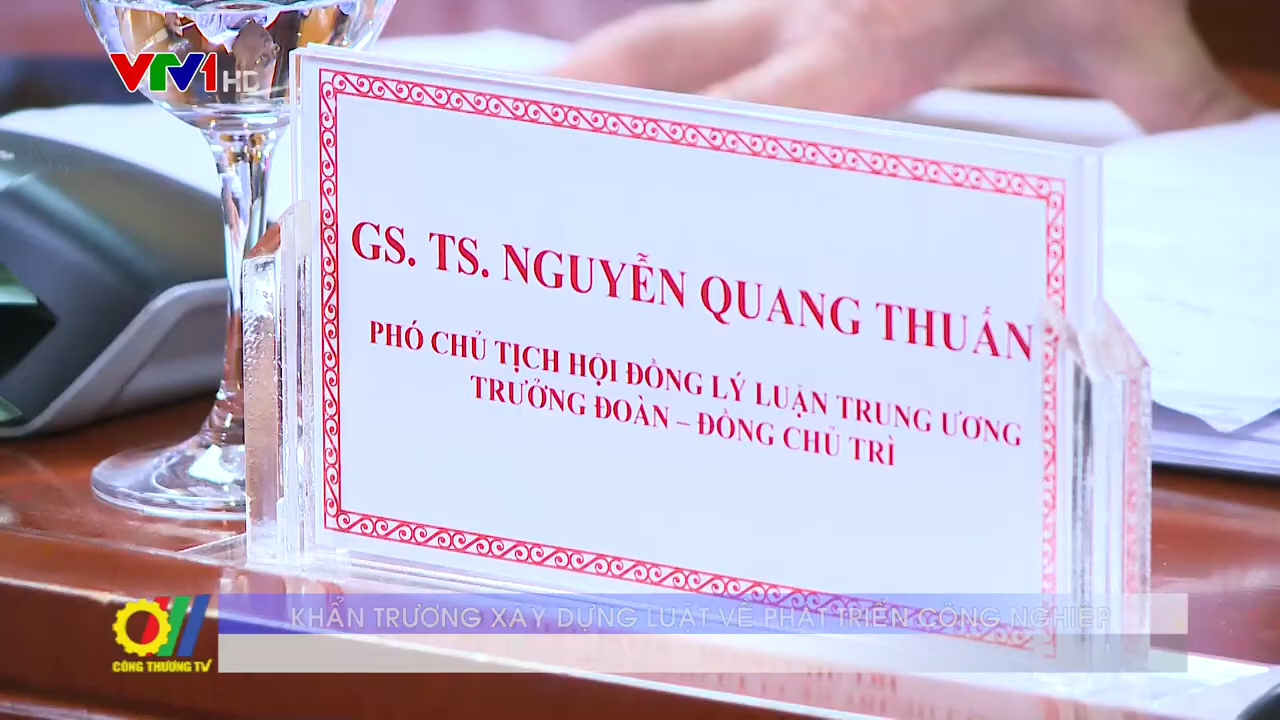 VTV1 HD
GS. TS. NGUYỄN QUANG THUẤN
PHÓ CHỦ TỊCH HỘI ĐỒNG LÝ LUẬN TRUNG ƯƠNG
TRƯỞNG ĐOÀN – ĐỒNG CHỦ TRÌ
KHẨN TRƯƠNG XÂY DỰNG LUẬT VỀ PHÁT TRIỂN CÔNG NGHIỆP
CÔNG THƯƠNG TV